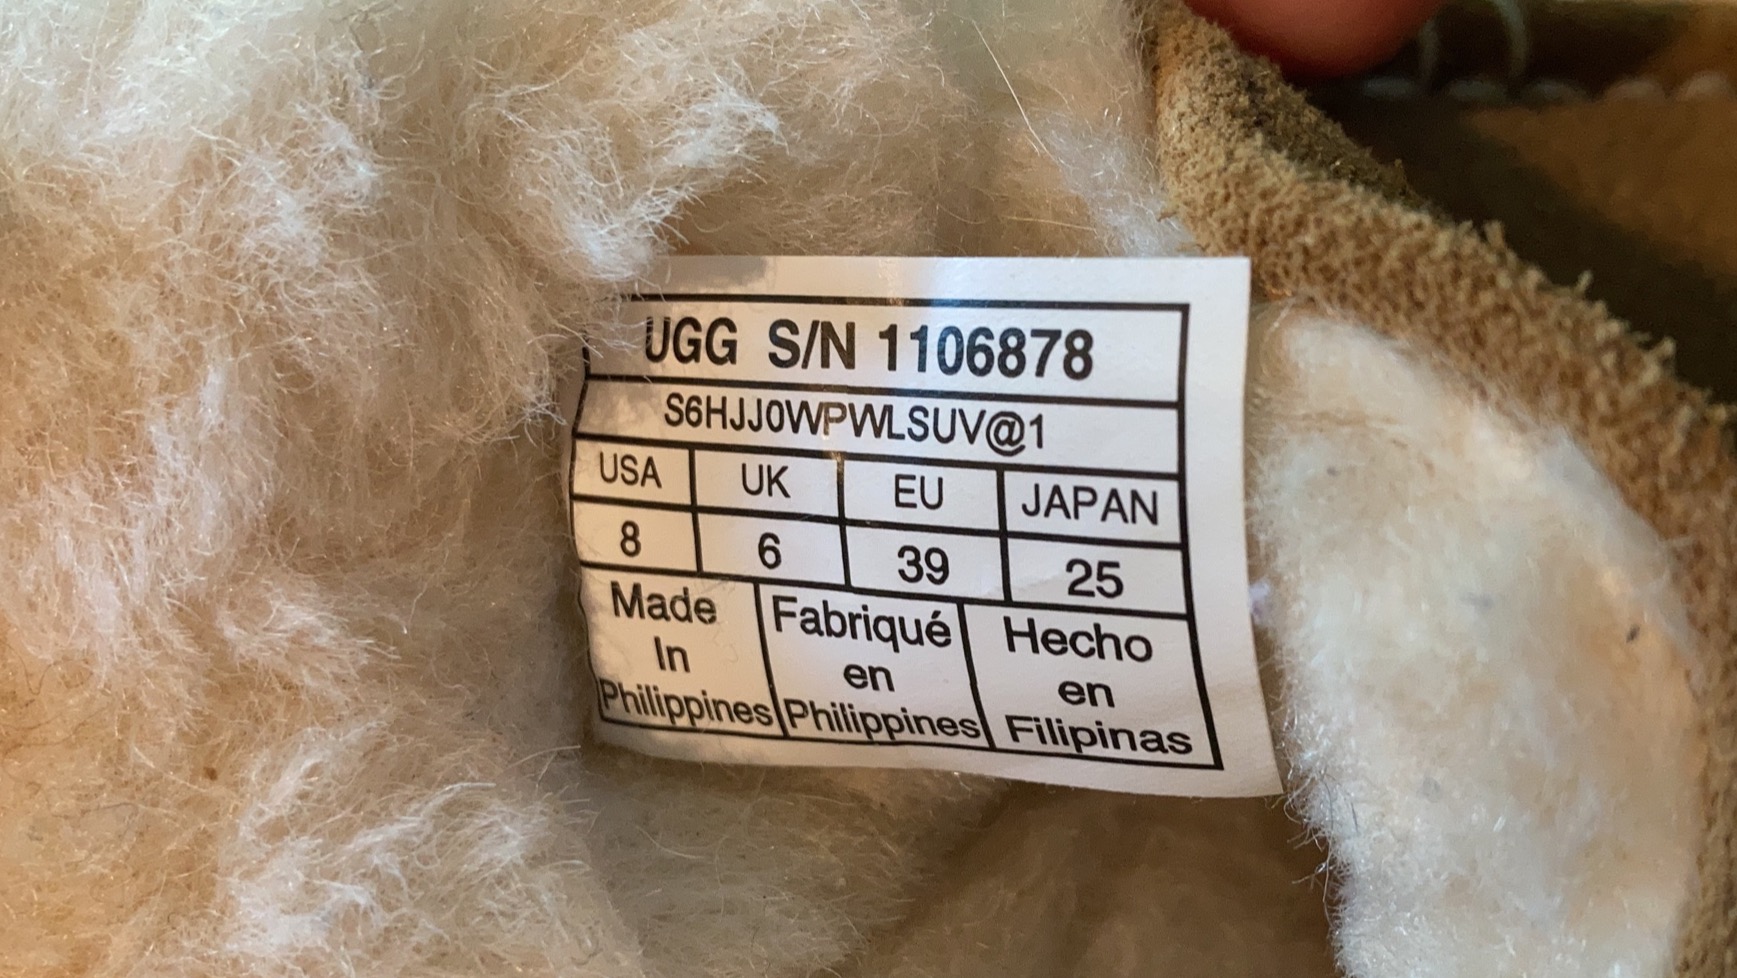 UGG S/N 1106878
S6HJJ0WPWLSUV@1
USA UK EU JAPAN
8 6 39 25
Made
In
Philippines
Fabriqué
en
Philippines
Hecho
en
Filipinas